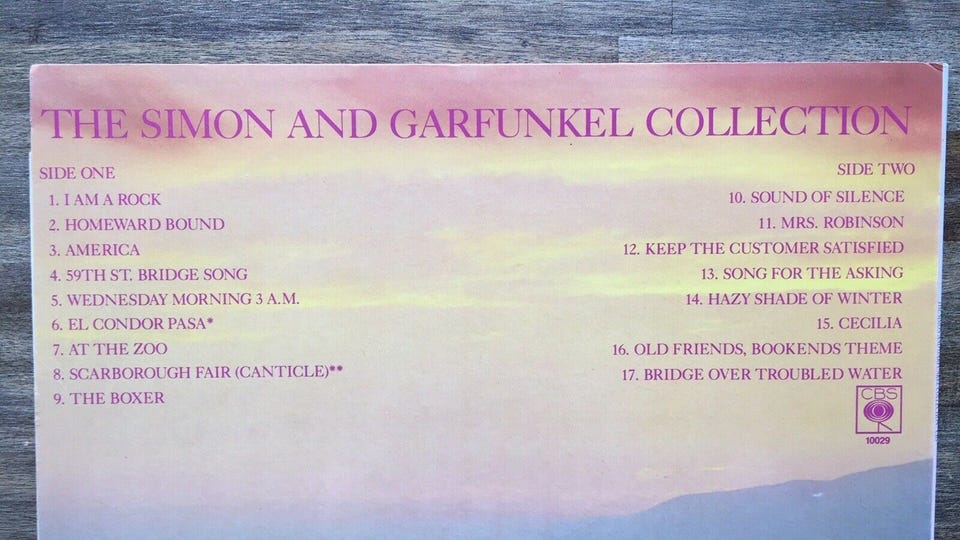 THE SIMON AND GARFUNKEL COLLECTION
SIDE ONE
1. I AM A ROCK
2. HOMEWARD BOUND
3. AMERICA
4. 59TH ST. BRIDGE SONG
5. WEDNESDAY MORNING 3 A.M.
6. EL CONDOR PASA*
7. AT THE ZOO
8. SCARBOROUGH FAIR (CANTICLE)**
9. THE BOXER
SIDE TWO
10. SOUND OF SILENCE
11. MRS. ROBINSON
12. KEEP THE CUSTOMER SATISFIED
13. SONG FOR THE ASKING
14. HAZY SHADE OF WINTER
15. CECILIA
16. OLD FRIENDS, BOOKENDS THEME
17. BRIDGE OVER TROUBLED WATER
CBS
10029